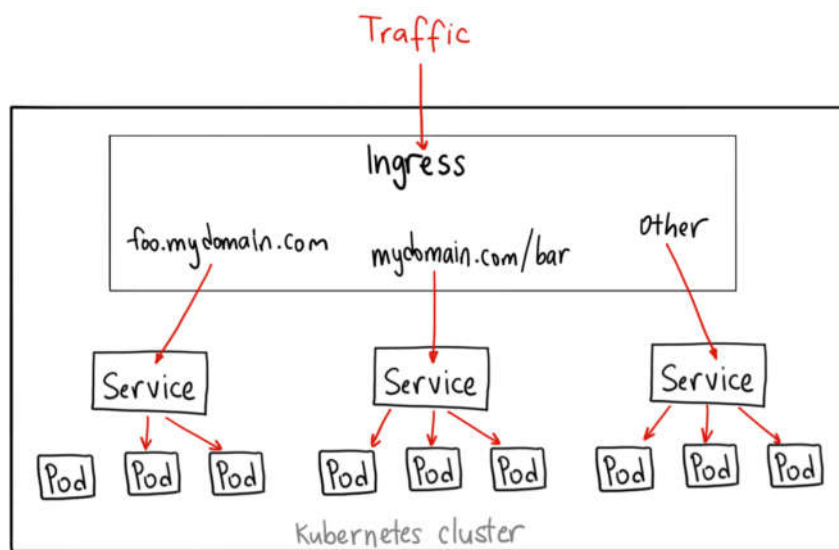 Traffic
Ingress
foo.mydomain.com
mydomain.com/bar
Other
Service
Service
Service
Pod
Pod
Pod
Pod
Pod
Pod
Pod
Pod
Pod
Kubernetes cluster